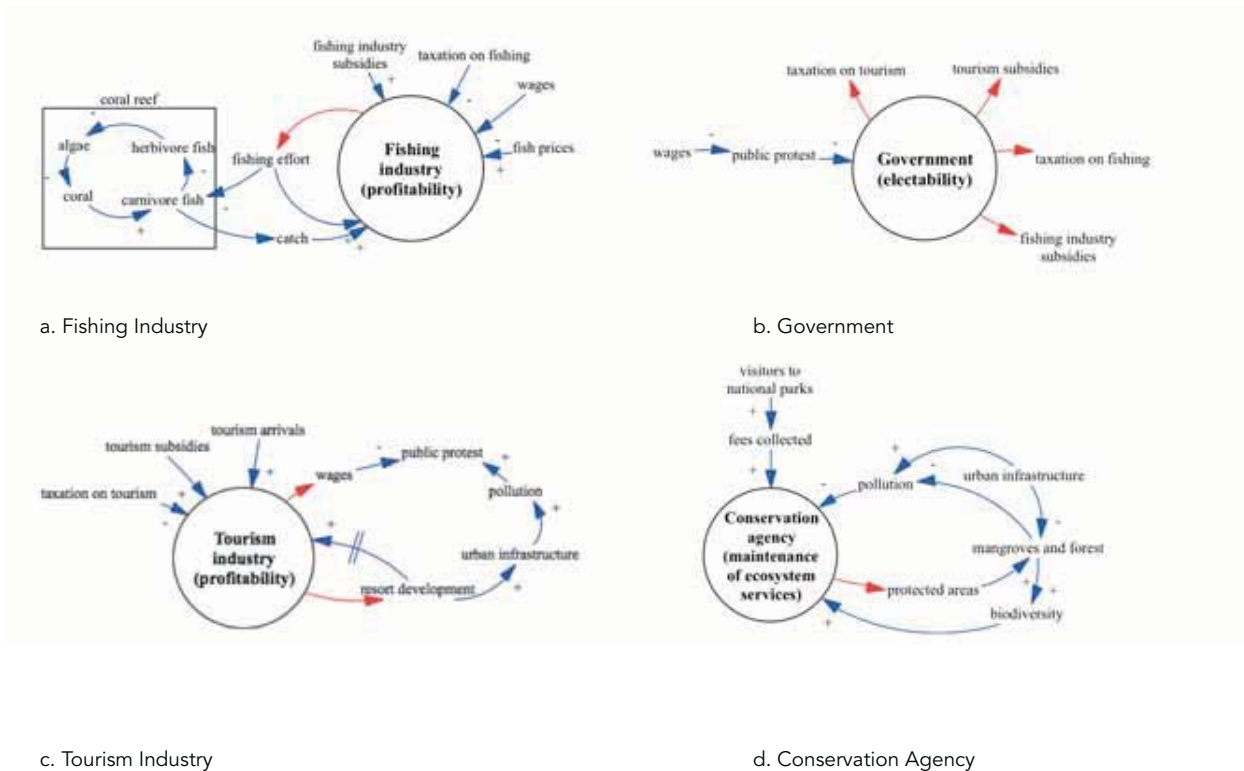 fishing industry
subsidies
taxation on fishing
wages
fish prices
coral reef
algae
herbivore fish
fishing effort
coral
carnivore fish
catch
Fishing
industry
(profitability)
+
-
-
-
+
-
-
-
-
+
-
+
+
a. Fishing Industry
taxation on tourism
tourism subsidies
wages
-
public protest
-
Government
(electability)
taxation on fishing
fishing industry
subsidies
b. Government
tourism arrivals
tourism subsidies
taxation on tourism
+
+
-
wages
-
public protest
+
pollution
+
urban infrastructure
+
resort development
+
Tourism
industry
(profitability)
c. Tourism Industry
visitors to
national parks
+
fees collected
+
+
-
urban infrastructure
-
pollution
-
mangroves and forest
Conservation
agency
(maintenance
of ecosystem
services)
protected areas
+
+
biodiversity
+
d. Conservation Agency